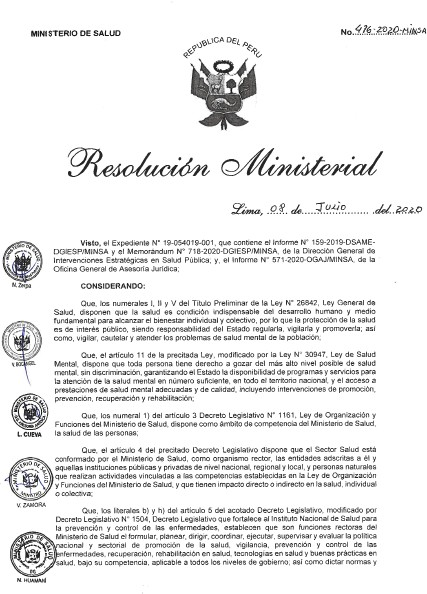 MINISTERIO DE SALUD
No. 476-2020-MINSA
REPUBLICA DEL PERU
Resolución Ministerial
Lima, 08 de Julio del 2020
Visto, el Expediente N° 19-054019-001, que contiene el Informe N° 159-2019-DSAME-
DGIESP/MINSA y el Memorándum N° 718-2020-DGIESP/MINSA, de la Dirección General de
Intervenciones Estratégicas en Salud Pública; y, el Informe N° 571-2020-OGAJ/MINSA, de la
Oficina General de Asesoría Jurídica;
CONSIDERANDO:
Que, los numerales I, II y V del Título Preliminar de la Ley N° 26842, Ley General de
Salud, disponen que la salud es condición indispensable del desarrollo humano y medio
fundamental para alcanzar el bienestar individual y colectivo, por lo que la protección de la salud
es de interés público, siendo responsabilidad del Estado regularla, vigilarla y promoverla; así
como, vigilar, cautelar y atender los problemas de salud mental de la población;
Que, el artículo 11 de la precitada Ley, modificado por la Ley N° 30947, Ley de Salud
Mental, dispone que toda persona tiene derecho a gozar del más alto nivel posible de salud
mental, sin discriminación, garantizando el Estado la disponibilidad de programas y servicios para
la atención de la salud mental en número suficiente, en todo el territorio nacional, y el acceso a
prestaciones de salud mental adecuadas y de calidad, incluyendo intervenciones de promoción,
prevención, recuperación y rehabilitación;
Que, los numeral 1) del artículo 3 Decreto Legislativo N° 1161, Ley de Organización y
Funciones del Ministerio de Salud, dispone como ámbito de competencia del Ministerio de Salud,
la salud de las personas;
Que, el artículo 4 del precitado Decreto Legislativo dispone que el Sector Salud está
conformado por el Ministerio de Salud, como organismo rector, las entidades adscritas a él y
aquellas instituciones públicas y privadas de nivel nacional, regional y local, y personas naturales
que realizan actividades vinculadas a las competencias establecidas en la Ley de Organización
y Funciones del Ministerio de Salud, y que tienen impacto directo o indirecto en la salud, individual
o colectiva;
Que, los literales b) y h) del artículo 5 del acotado Decreto Legislativo, modificado por
Decreto Legislativo N° 1504, Decreto Legislativo que fortalece al Instituto Nacional de Salud para
la prevención y control de las enfermedades, establecen que son funciones rectoras del
Ministerio de Salud el formular, planear, dirigir, coordinar, ejecutar, supervisar y evaluar la política
nacional y sectorial de promoción de la salud, vigilancia, prevención y control de las
enfermedades, recuperación, rehabilitación en salud, tecnologías en salud y buenas prácticas en
salud, bajo su competencia, aplicable a todos los niveles de gobierno; así como dictar normas y
N. Zerpa
L. CUEVA
MINISTERIO DE SALUD
V. ZAMORA
MINISTERIO DE SALUD
N. HUAMANÍ